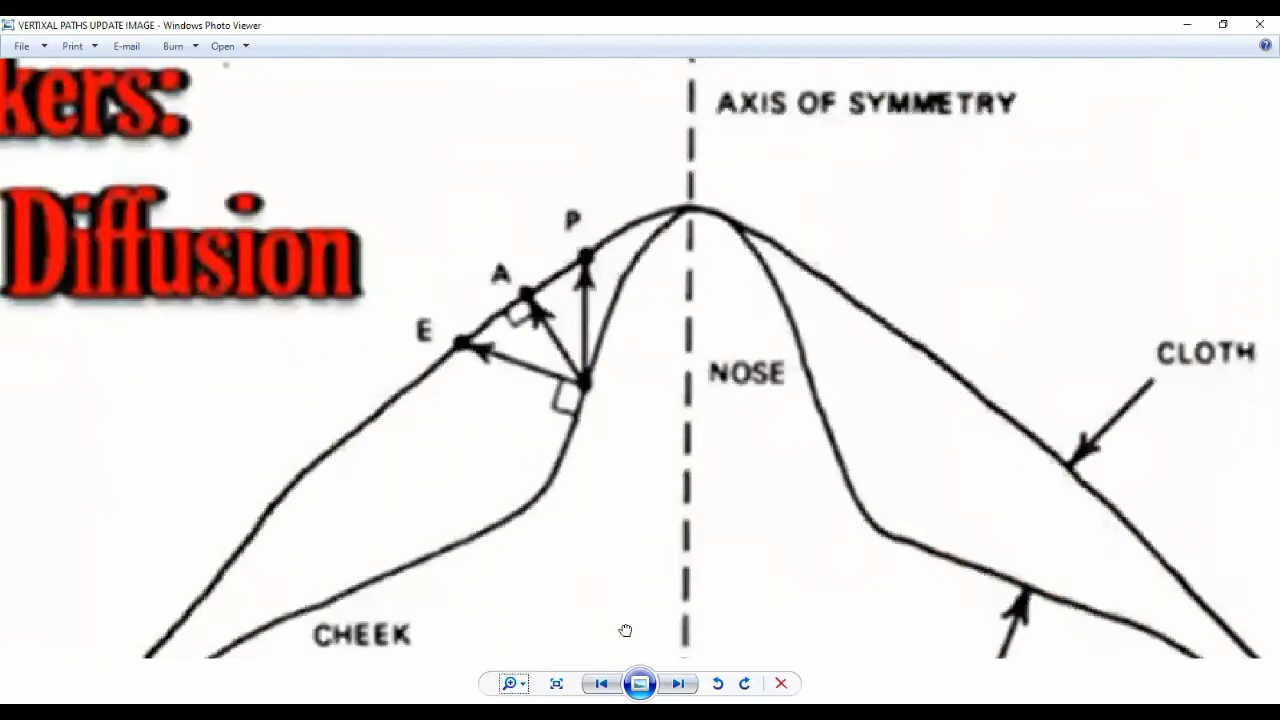 VERTIXAL PATHS UPDATE IMAGE - Windows Photo Viewer
File Print E-mail Burn Open
kers:
Diffusion
AXIS OF SYMMETRY
P
A
E
CLOTH
NOSE
CHEEK